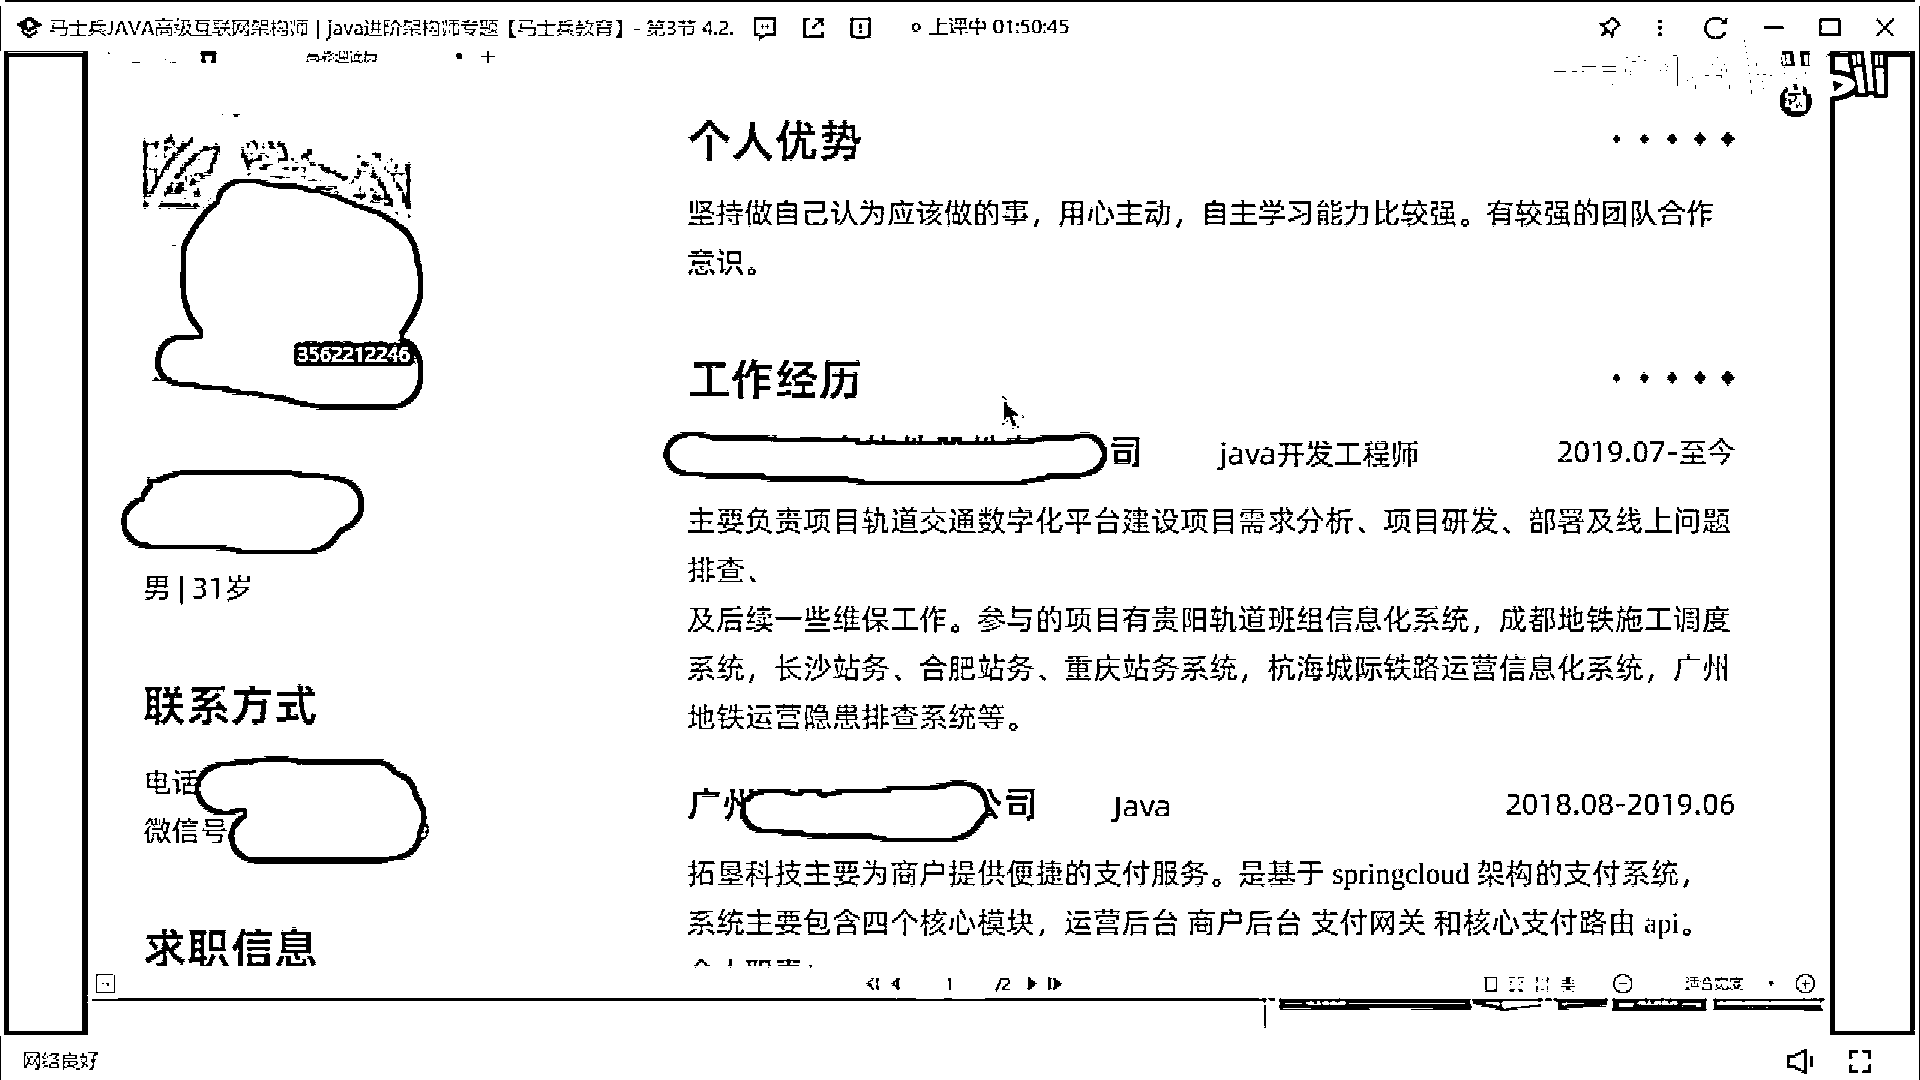 马士兵JAVA高级互联网架构师 | java进阶架构师专题【马士兵教育】- 第3节 4.2. 上课中 01:50:45
个人优势
坚持做自己认为应该做的事，用心主动，自主学习能力比较强。有较强的团队合作
意识。
3562212246
工作经历
司 java开发工程师 2019.07-至今
主要负责项目轨道交通数字化平台建设项目需求分析、项目研发、部署及线上问题
排查、
及后续一些维保工作。参与的项目有贵阳轨道班组信息化系统，成都地铁施工调度
系统，长沙站务、合肥站务、重庆站务系统，杭海城际铁路运营信息化系统，广州
地铁运营隐患排查系统等。
男 | 31岁
联系方式
电话
微信号
广州 公司 Java 2018.08-2019.06
拓垦科技主要为商户提供便捷的支付服务。是基于 springcloud 架构的支付系统，
系统主要包含四个核心模块，运营后台 商户后台 支付网关 和核心支付路由 api。
求职信息
1 /2 适合宽度
网络良好